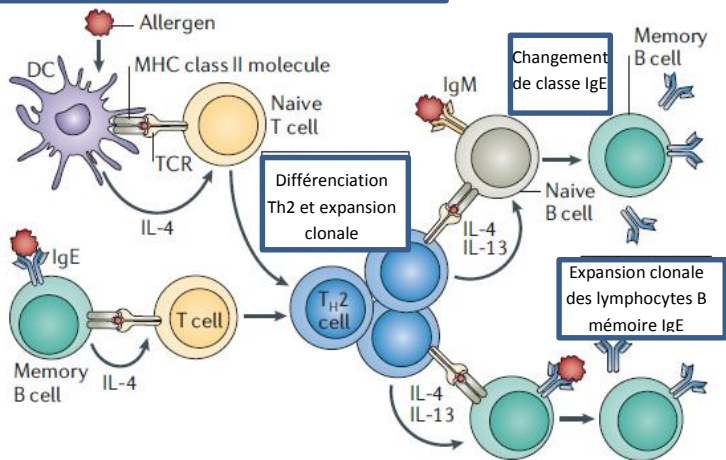 Allergen
DC
MHC class II molecule
Naive
T cell
TCR
IL-4
IgE
T cell
Memory
B cell
IL-4
Différenciation
Th2 et expansion
clonale
TH2
cell
IgM
Changement
de classe IgE
Memory
B cell
Naive
B cell
IL-4
IL-13
Expansion clonale
des lymphocytes B
mémoire IgE
IL-4
IL-13